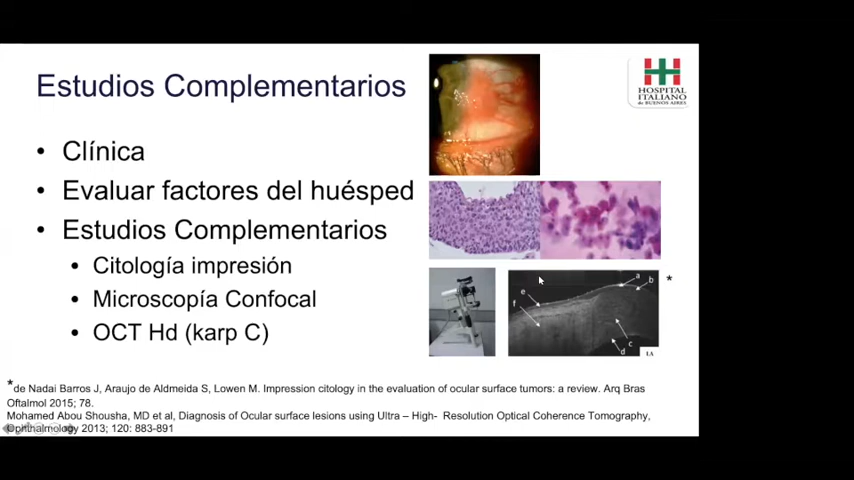 Estudios Complementarios
HOSPITAL
ITALIANO
de BUENOS AIRES
• Clínica
• Evaluar factores del huésped
• Estudios Complementarios
• Citología impresión
• Microscopía Confocal
• OCT Hd (karp C)
a
b
*
e
f
c
d
LA
*de Nadai Barros J, Araujo de Aldmeida S, Lowen M. Impression citology in the evaluation of ocular surface tumors: a review. Arq Bras
Oftalmol 2015; 78.
Mohamed Abou Shousha, MD et al, Diagnosis of Ocular surface lesions using Ultra – High- Resolution Optical Coherence Tomography,
Ophthalmology 2013; 120: 883-891